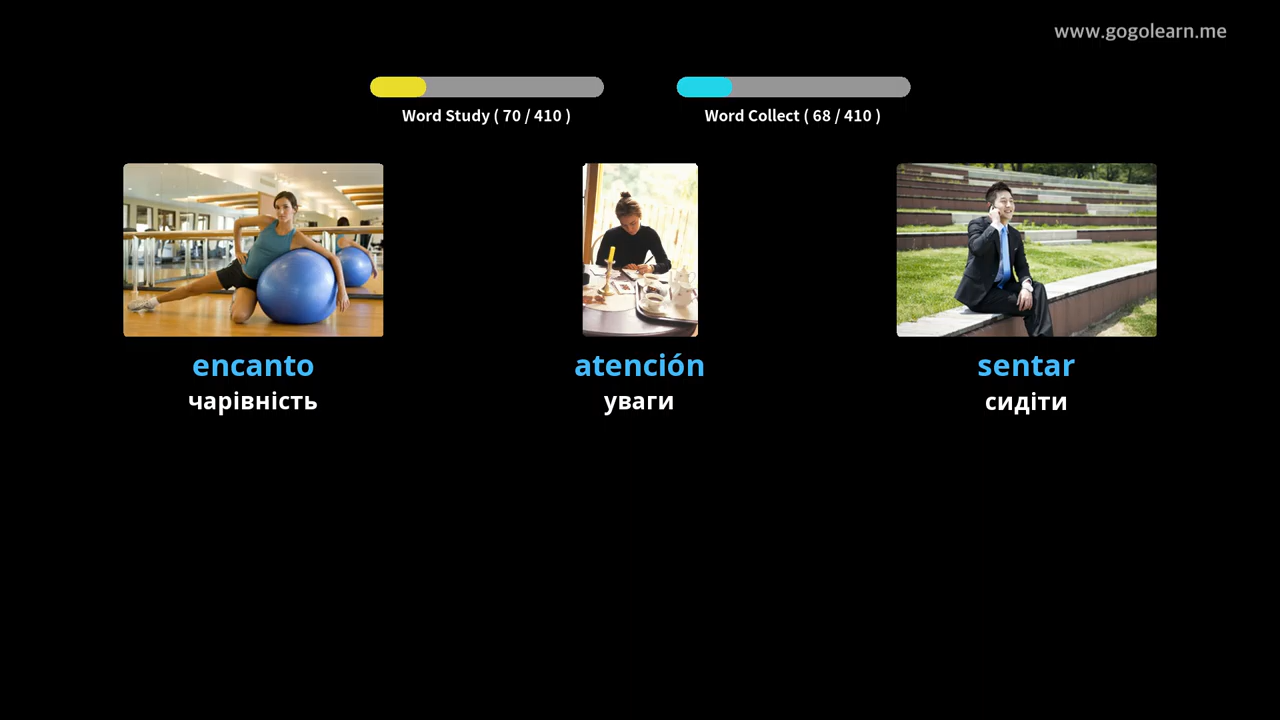 www.gogolearn.me
Word Study ( 70 / 410 )
Word Collect ( 68 / 410 )
encanto
чарівність
atención
уваги
sentar
сидіти